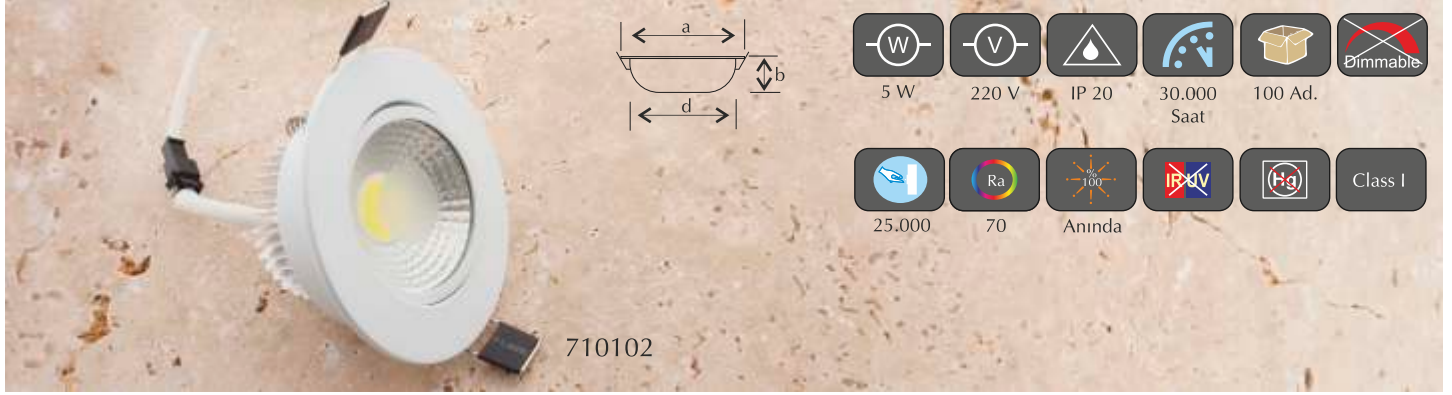 a
b
d
W
V
Dimmable
5 W
220 V
IP 20
30.000
Saat
100 Ad.
Ra
%
100
IR UV
Hg
Class I
25.000
70
Anında
710102